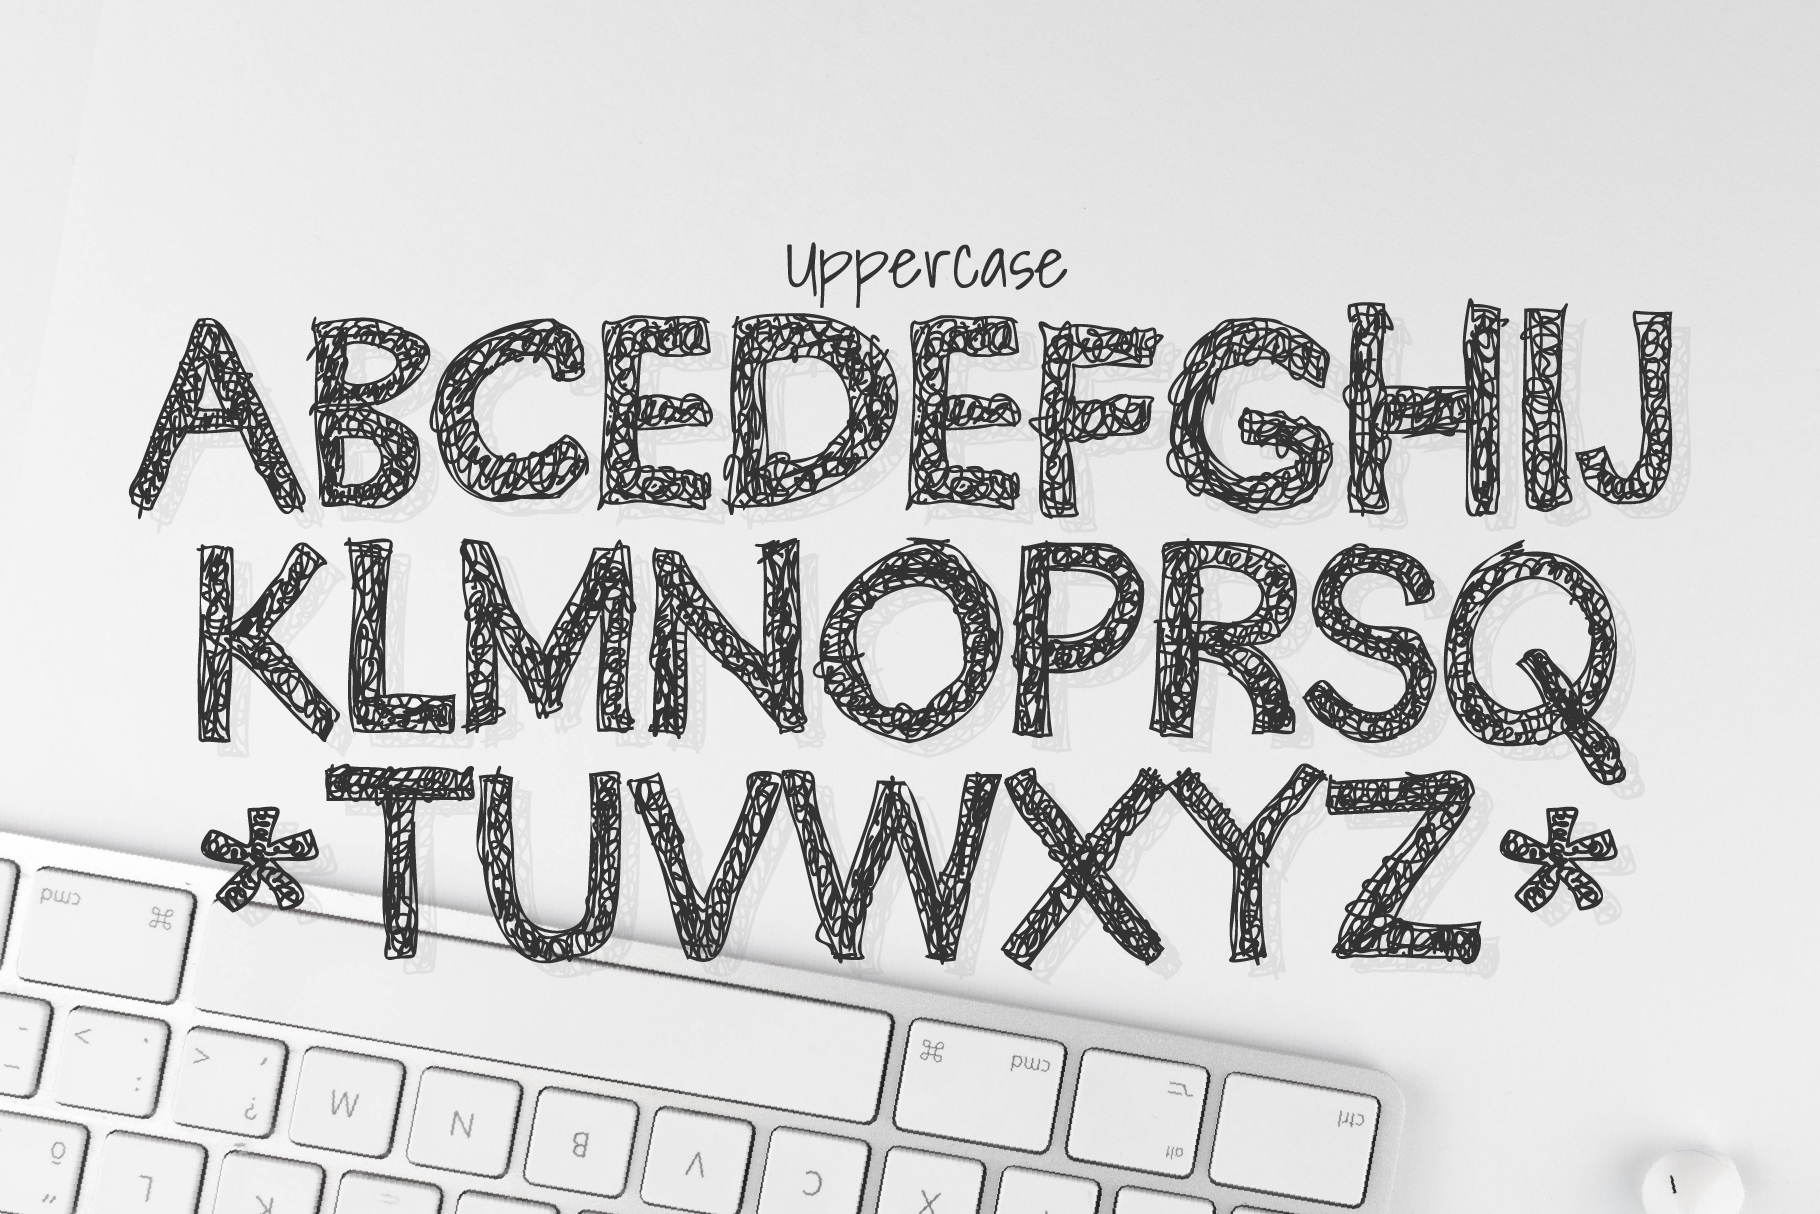 Uppercase
ABCEDEFGHIJ
KLMNOPRSQ
*TUVWXYZ*
cmd ⌘
⌘ cmd
alt
ctrl
- _
. :
, ;
M
N
B
V
C
X
L
K